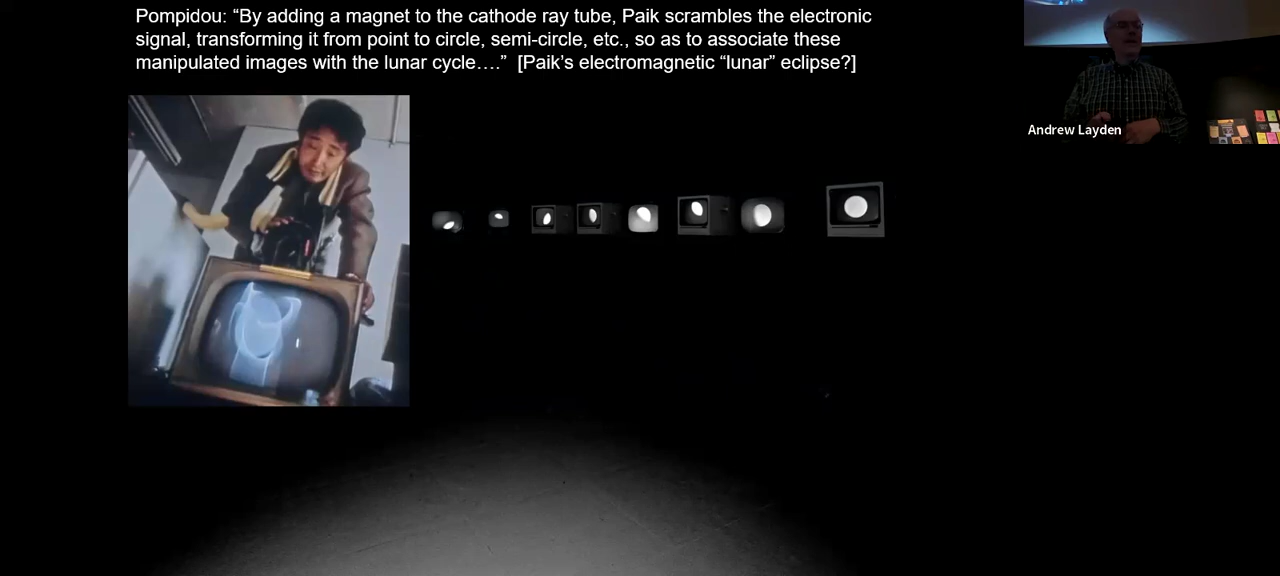 Pompidou: “By adding a magnet to the cathode ray tube, Paik scrambles the electronic
signal, transforming it from point to circle, semi-circle, etc., so as to associate these
manipulated images with the lunar cycle….”  [Paik’s electromagnetic “lunar” eclipse?]
Andrew Layden